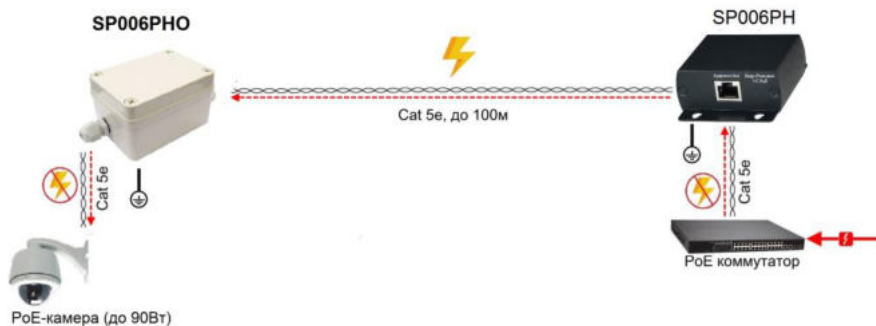 SP006PHO
SP006PH
Cat 5e, до 100м
Cat 5e
Cat 5e
PoE коммутатор
PoE-камера (до 90Вт)